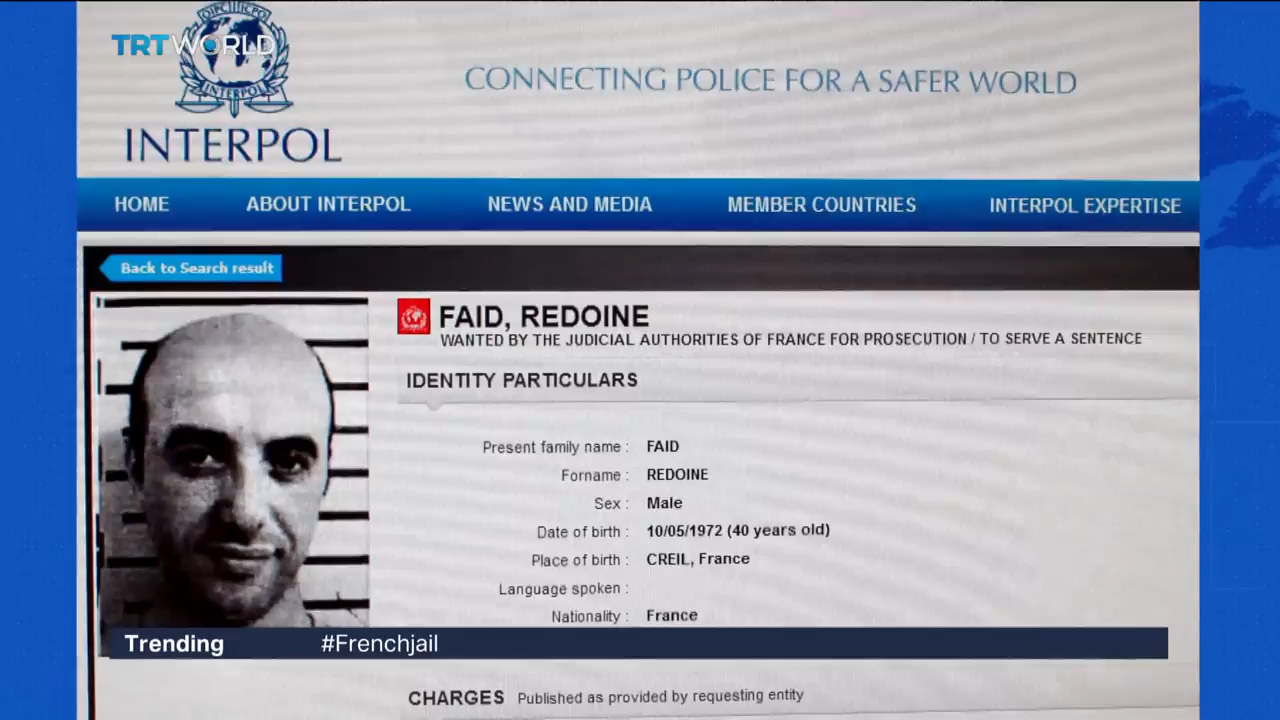 TRT WORLD
OIPC ICPO
INTERPOL
INTERPOL
CONNECTING POLICE FOR A SAFER WORLD
HOME ABOUT INTERPOL NEWS AND MEDIA MEMBER COUNTRIES INTERPOL EXPERTISE
Back to Search result
FAID, REDOINE
WANTED BY THE JUDICIAL AUTHORITIES OF FRANCE FOR PROSECUTION / TO SERVE A SENTENCE
IDENTITY PARTICULARS
Present family name : FAID
Forname : REDOINE
Sex : Male
Date of birth : 10/05/1972 (40 years old)
Place of birth : CREIL, France
Language spoken :
Nationality : France
Trending #Frenchjail
CHARGES Published as provided by requesting entity